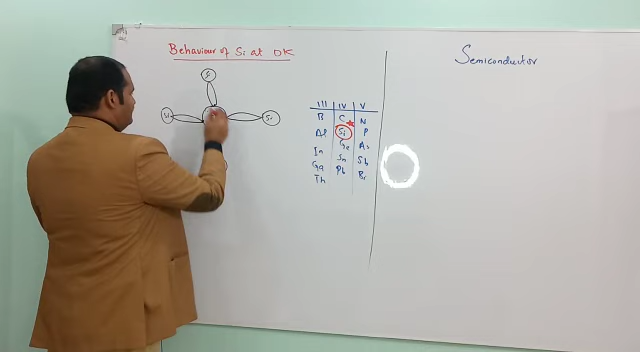 Behaviour of Si at 0K
Semiconductor
Si
Si
III IV V
B C N
Al Si P
Ge As
In Sn Sb
Ga Pb Bi
Th